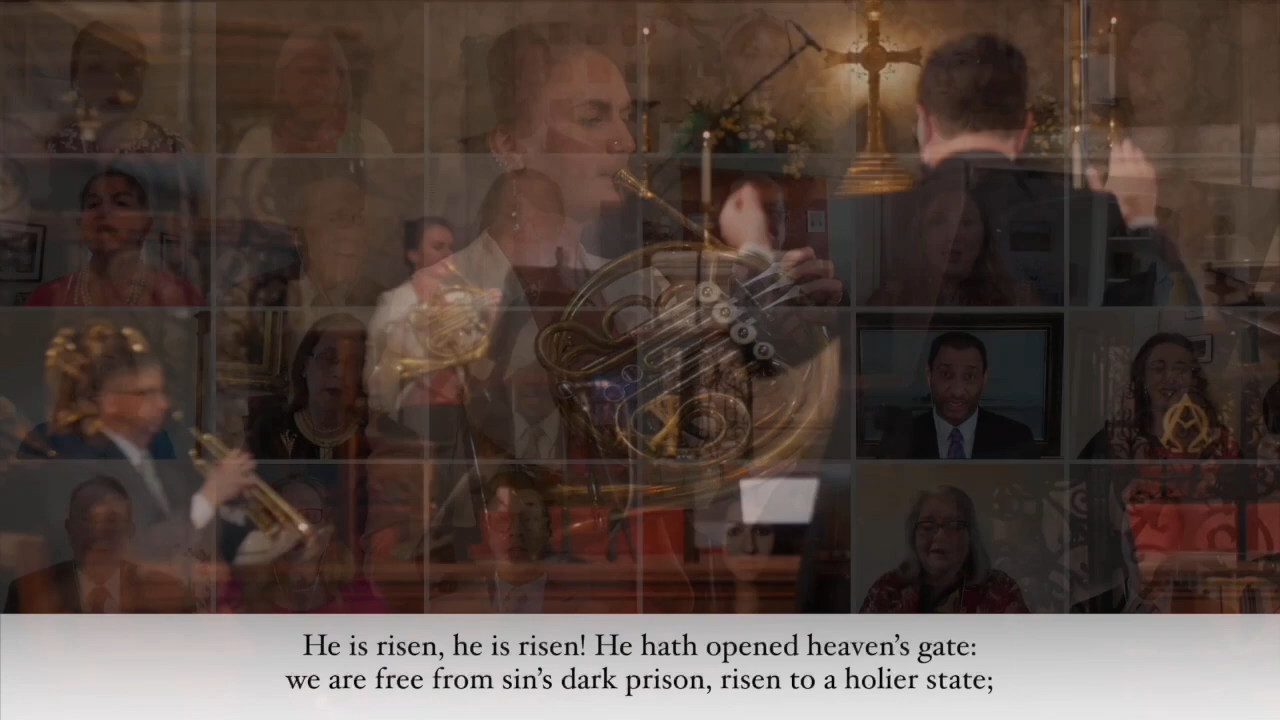 He is risen, he is risen! He hath opened heaven’s gate:
we are free from sin’s dark prison, risen to a holier state;